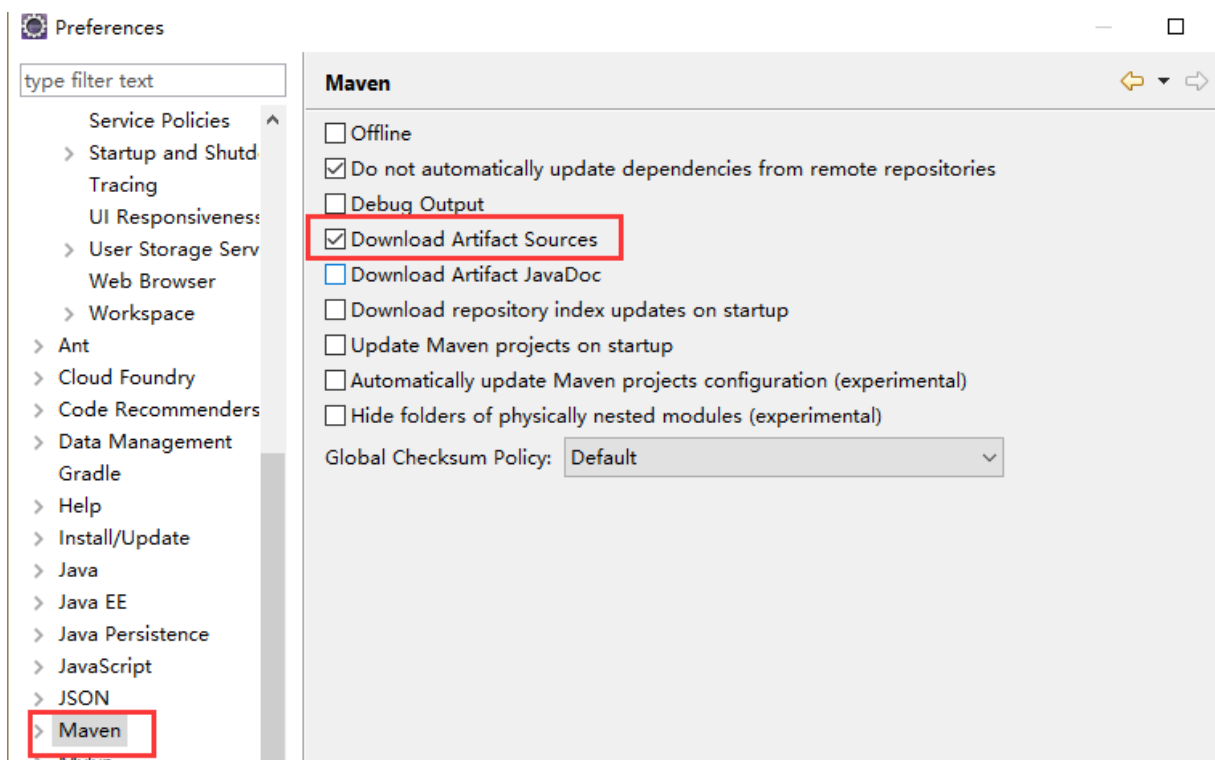 Preferences
type filter text
Service Policies
Startup and Shutd
Tracing
UI Responsiveness
User Storage Serv
Web Browser
Workspace
Ant
Cloud Foundry
Code Recommenders
Data Management
Gradle
Help
Install/Update
Java
Java EE
Java Persistence
JavaScript
JSON
Maven
Maven
Offline
Do not automatically update dependencies from remote repositories
Debug Output
Download Artifact Sources
Download Artifact JavaDoc
Download repository index updates on startup
Update Maven projects on startup
Automatically update Maven projects configuration (experimental)
Hide folders of physically nested modules (experimental)
Global Checksum Policy: Default